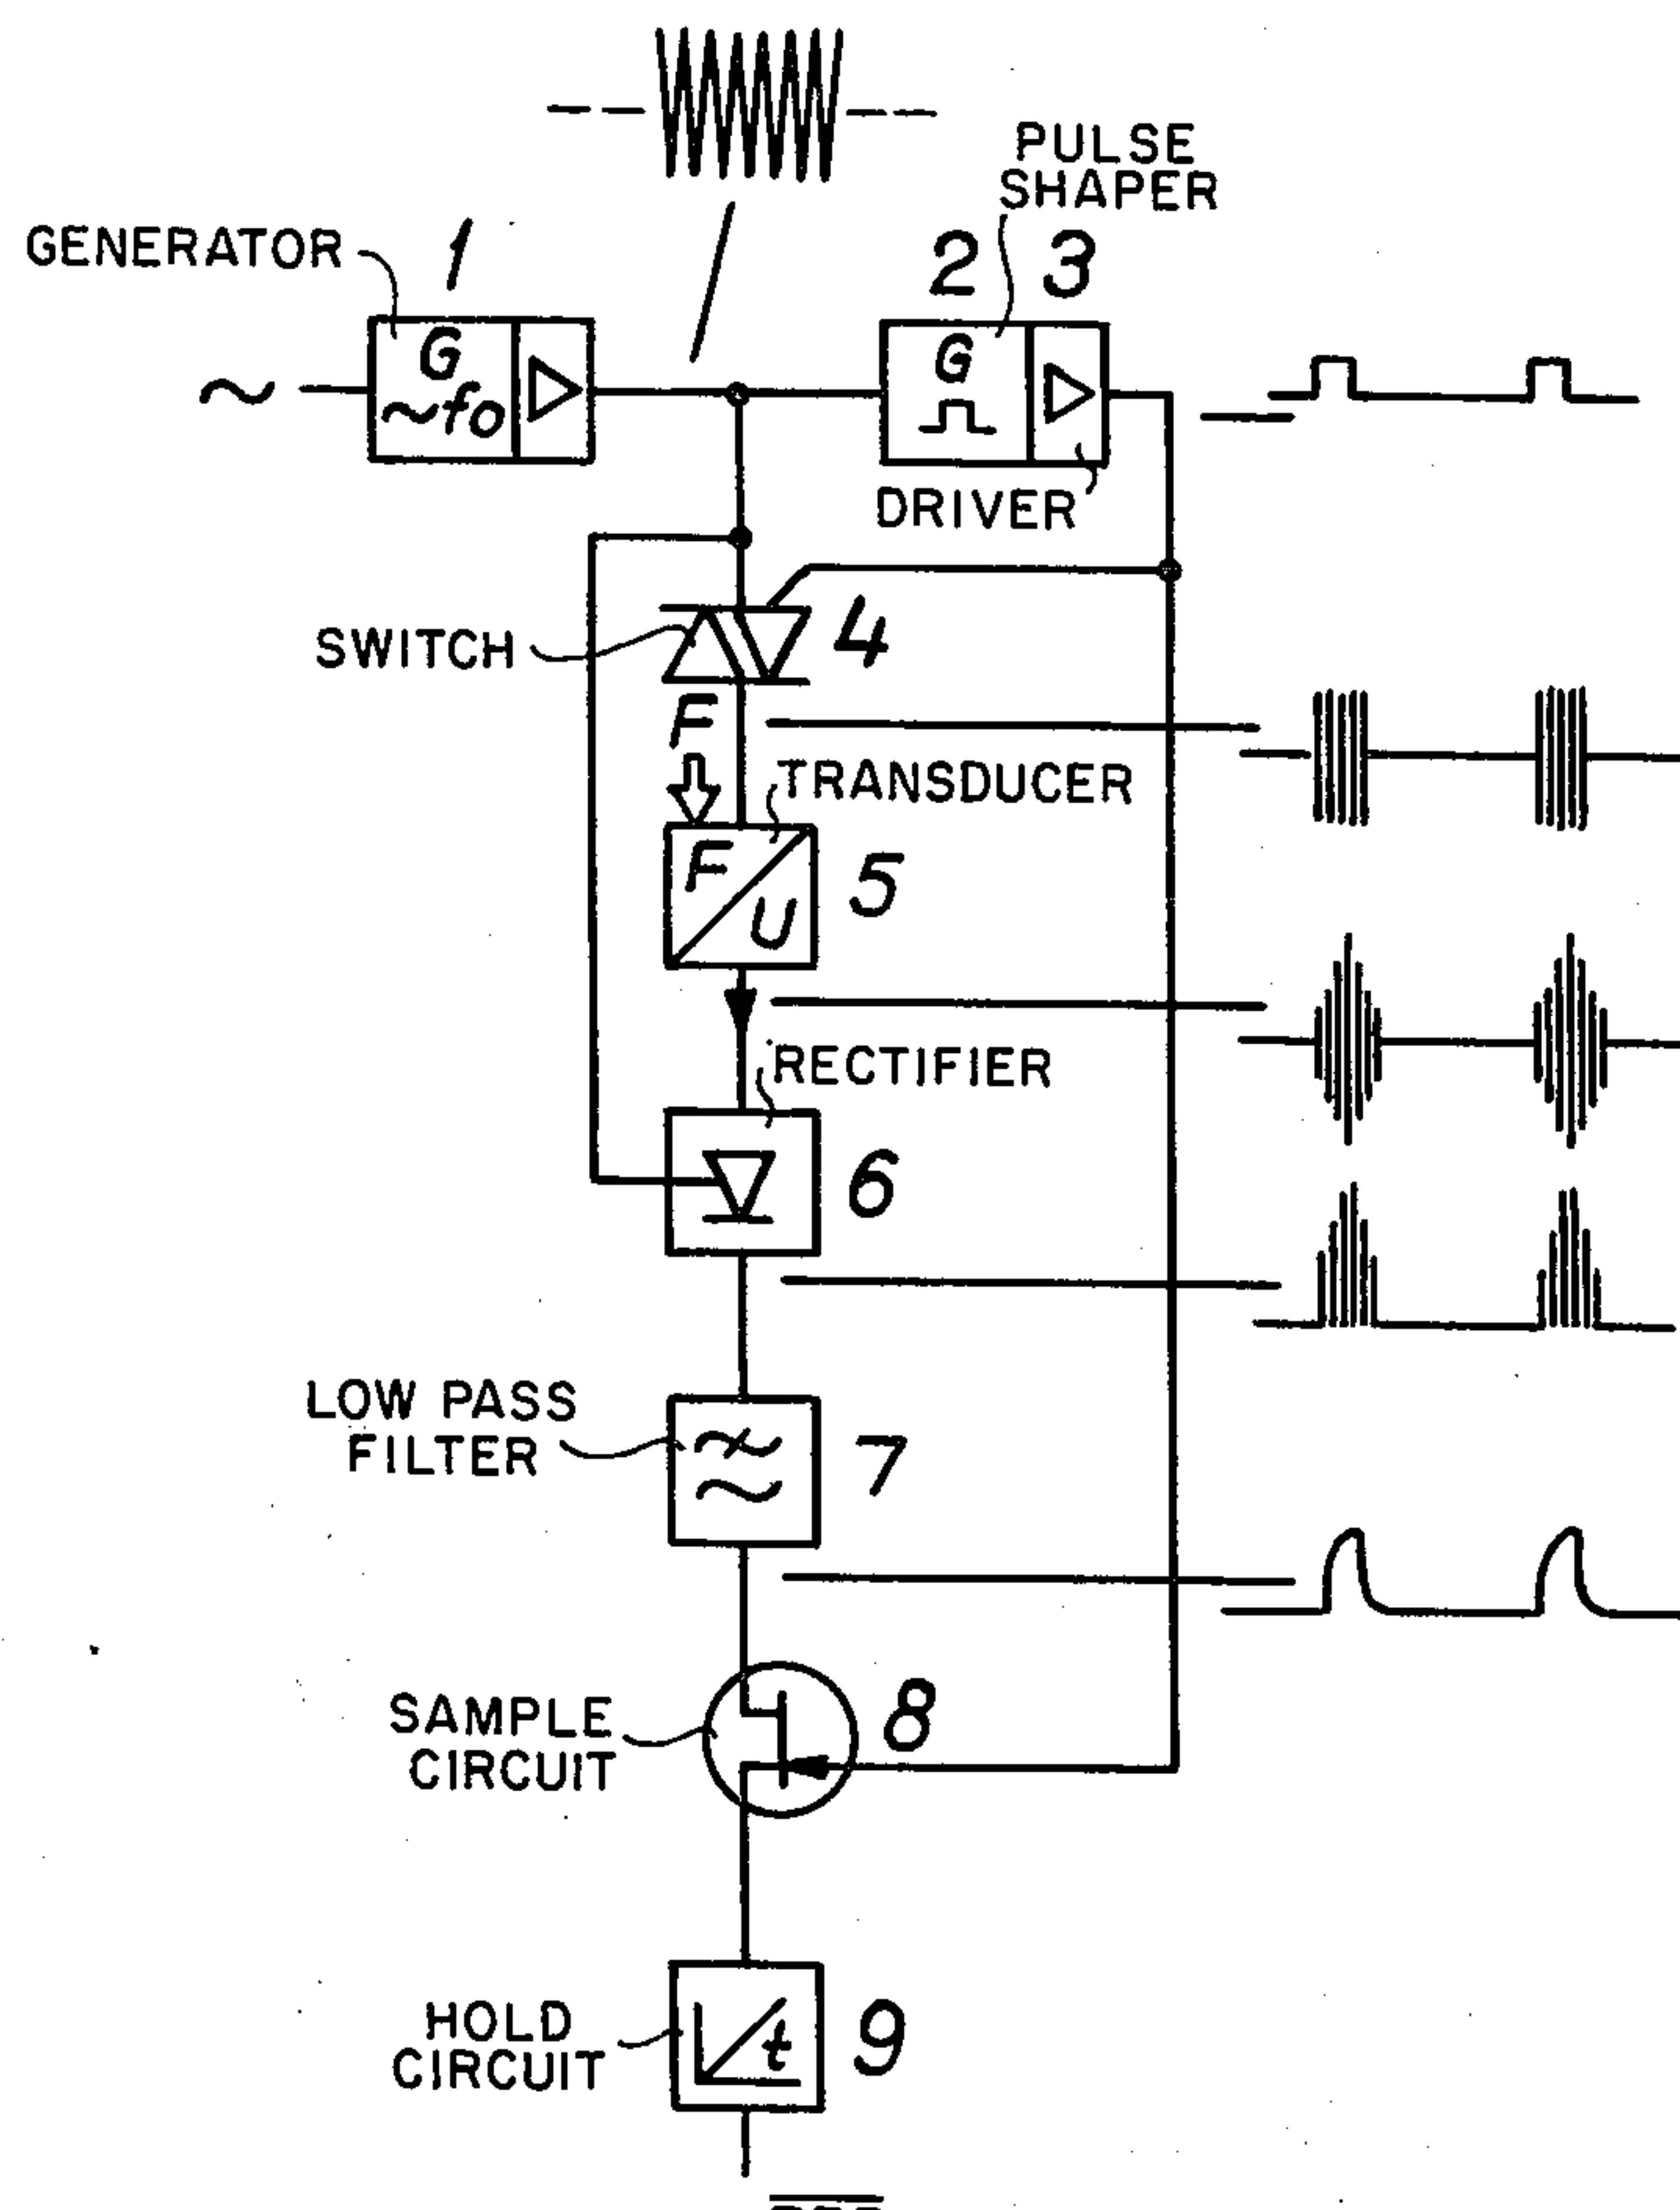 PULSE
SHAPER
GENERATOR
1
2
3
G
~fo
G
DRIVER
SWITCH
4
F
TRANSDUCER
F
U
5
RECTIFIER
6
LOW PASS
FILTER
7
SAMPLE
CIRCUIT
8
HOLD
CIRCUIT
t
9